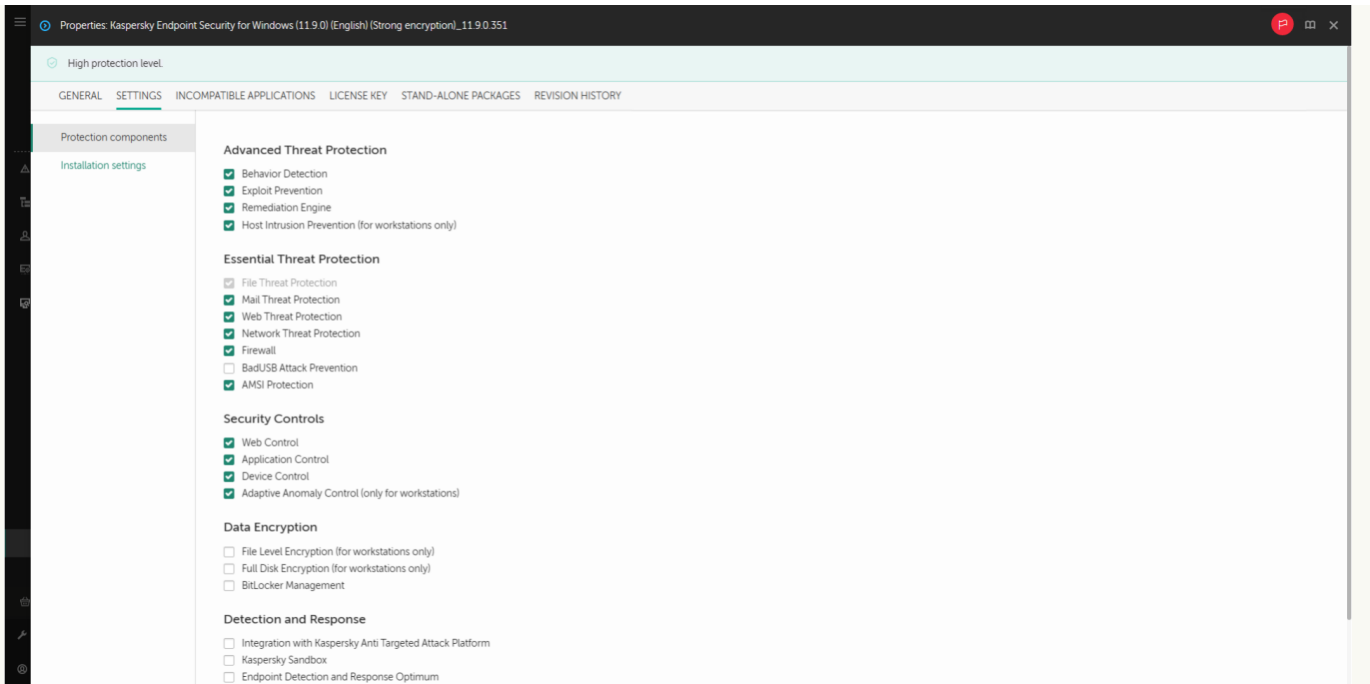 Properties: Kaspersky Endpoint Security for Windows (11.9.0) (English) (Strong encryption)_11.9.0.351
High protection level.
GENERAL SETTINGS INCOMPATIBLE APPLICATIONS LICENSE KEY STAND-ALONE PACKAGES REVISION HISTORY
Protection components
Installation settings
Advanced Threat Protection
Behavior Detection
Exploit Prevention
Remediation Engine
Host Intrusion Prevention (for workstations only)
Essential Threat Protection
File Threat Protection
Mail Threat Protection
Web Threat Protection
Network Threat Protection
Firewall
BadUSB Attack Prevention
AMSI Protection
Security Controls
Web Control
Application Control
Device Control
Adaptive Anomaly Control (only for workstations)
Data Encryption
File Level Encryption (for workstations only)
Full Disk Encryption (for workstations only)
BitLocker Management
Detection and Response
Integration with Kaspersky Anti Targeted Attack Platform
Kaspersky Sandbox
Endpoint Detection and Response Optimum